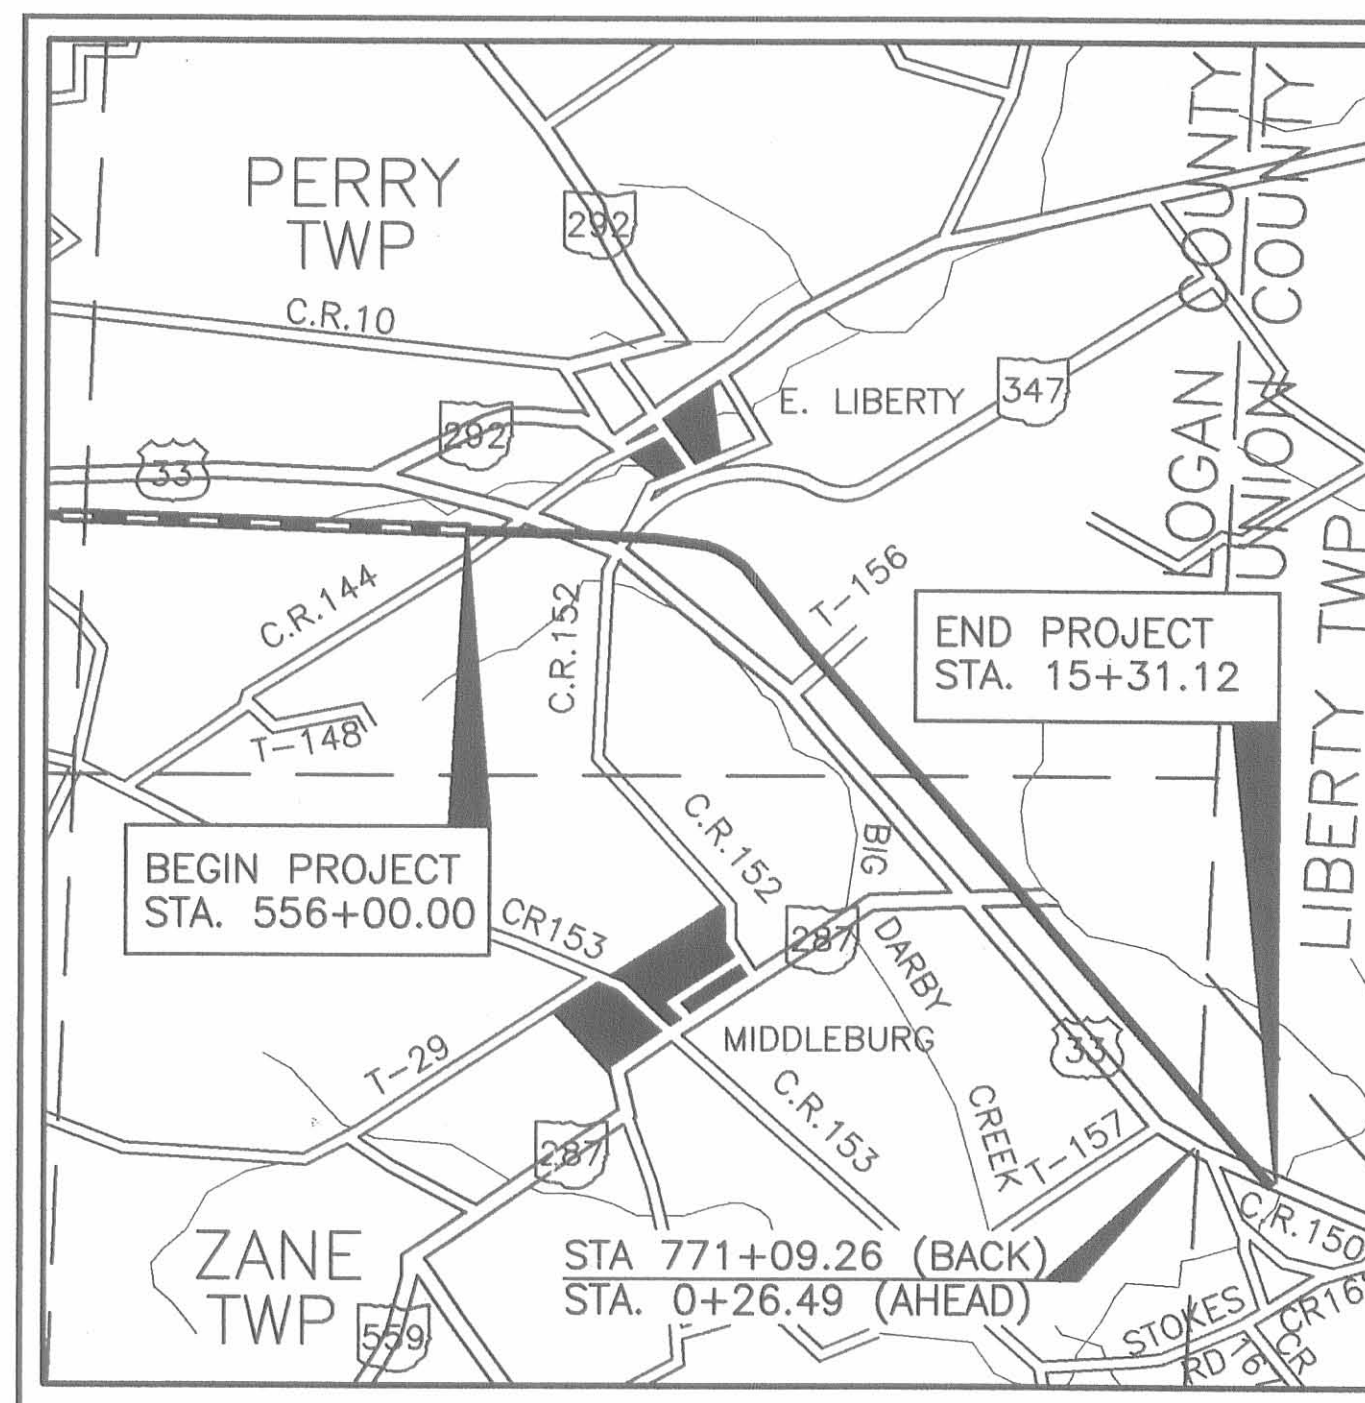 PERRY
TWP
292
C.R.10
LOGAN COUNTY
UNION COUNTY
E. LIBERTY
347
292
33
C.R.144
C.R.152
T-156
END PROJECT
STA. 15+31.12
LIBERTY TWP
T-148
BEGIN PROJECT
STA. 556+00.00
C.R.152
BIG
DARBY
CREEK
CR153
287
MIDDLEBURG
33
T-29
C.R.153
T-157
287
ZANE
TWP
559
STA 771+09.26 (BACK)
STA. 0+26.49 (AHEAD)
C.R.150
STOKES
RD